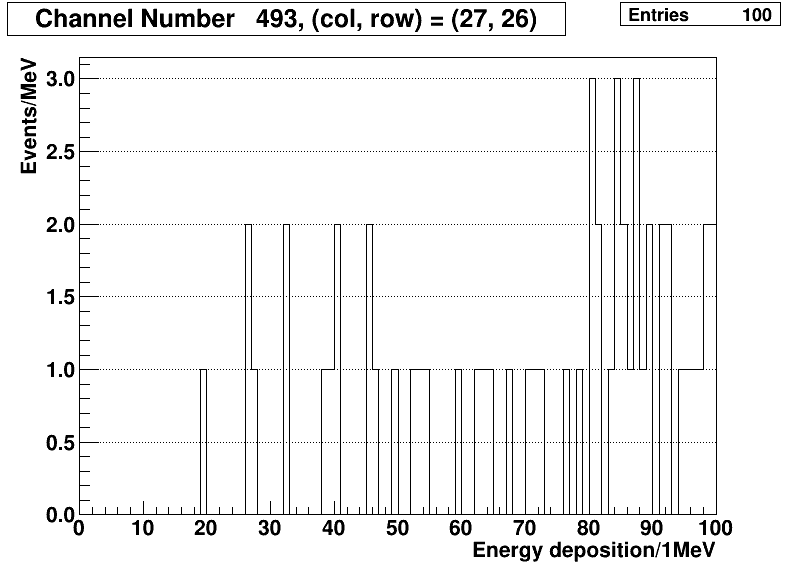 Channel Number 493, (col, row) = (27, 26)
Entries 100
Events/MeV
3.0
2.5
2.0
1.5
1.0
0.5
0.0
0 10 20 30 40 50 60 70 80 90 100
Energy deposition/1MeV